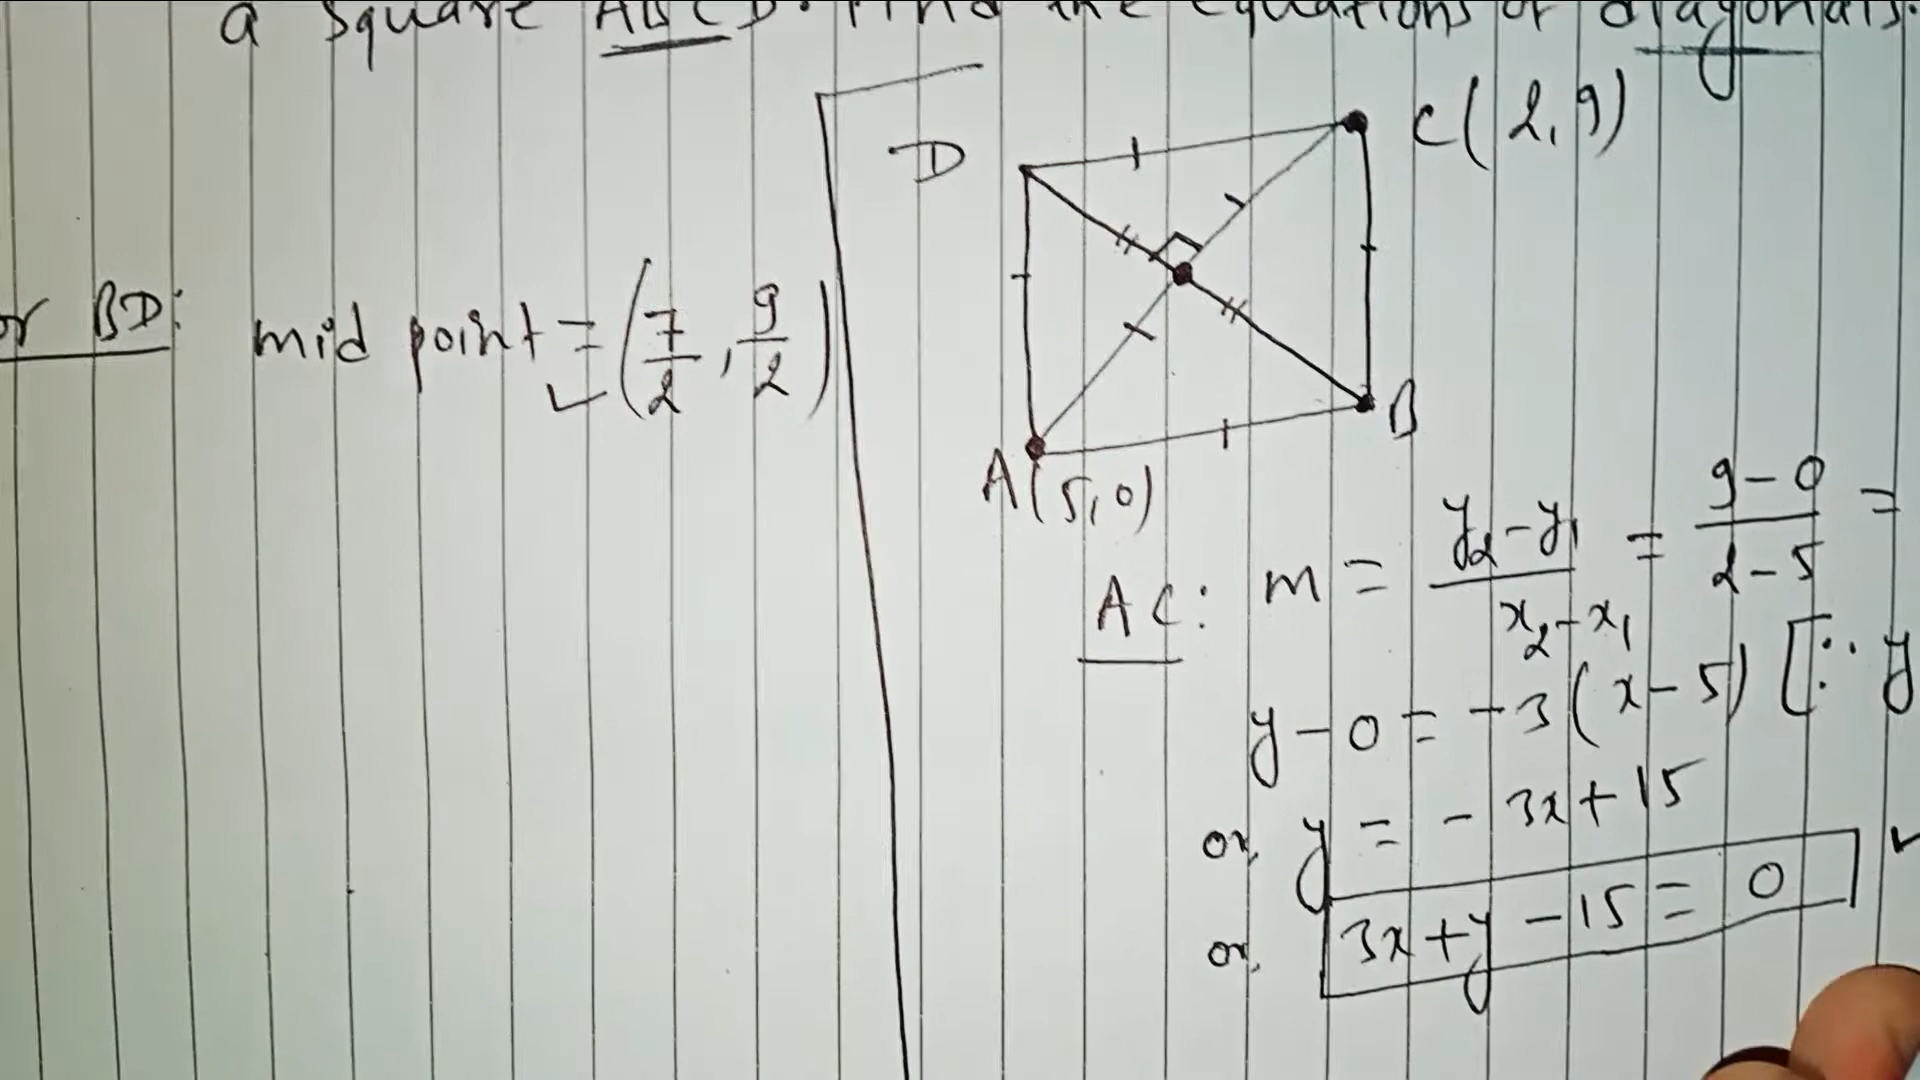 a square ABCD. Find the equations of diagonals.
D
C(2,9)
or BD: mid point = (7/2, 9/2)
B
A(5,0)
AC: m = y₂-y₁/x₂-x₁ = 9-0/2-5 =
y-0 = -3(x-5) [∵ y
or, y = -3x+15
or, 3x+y-15=0